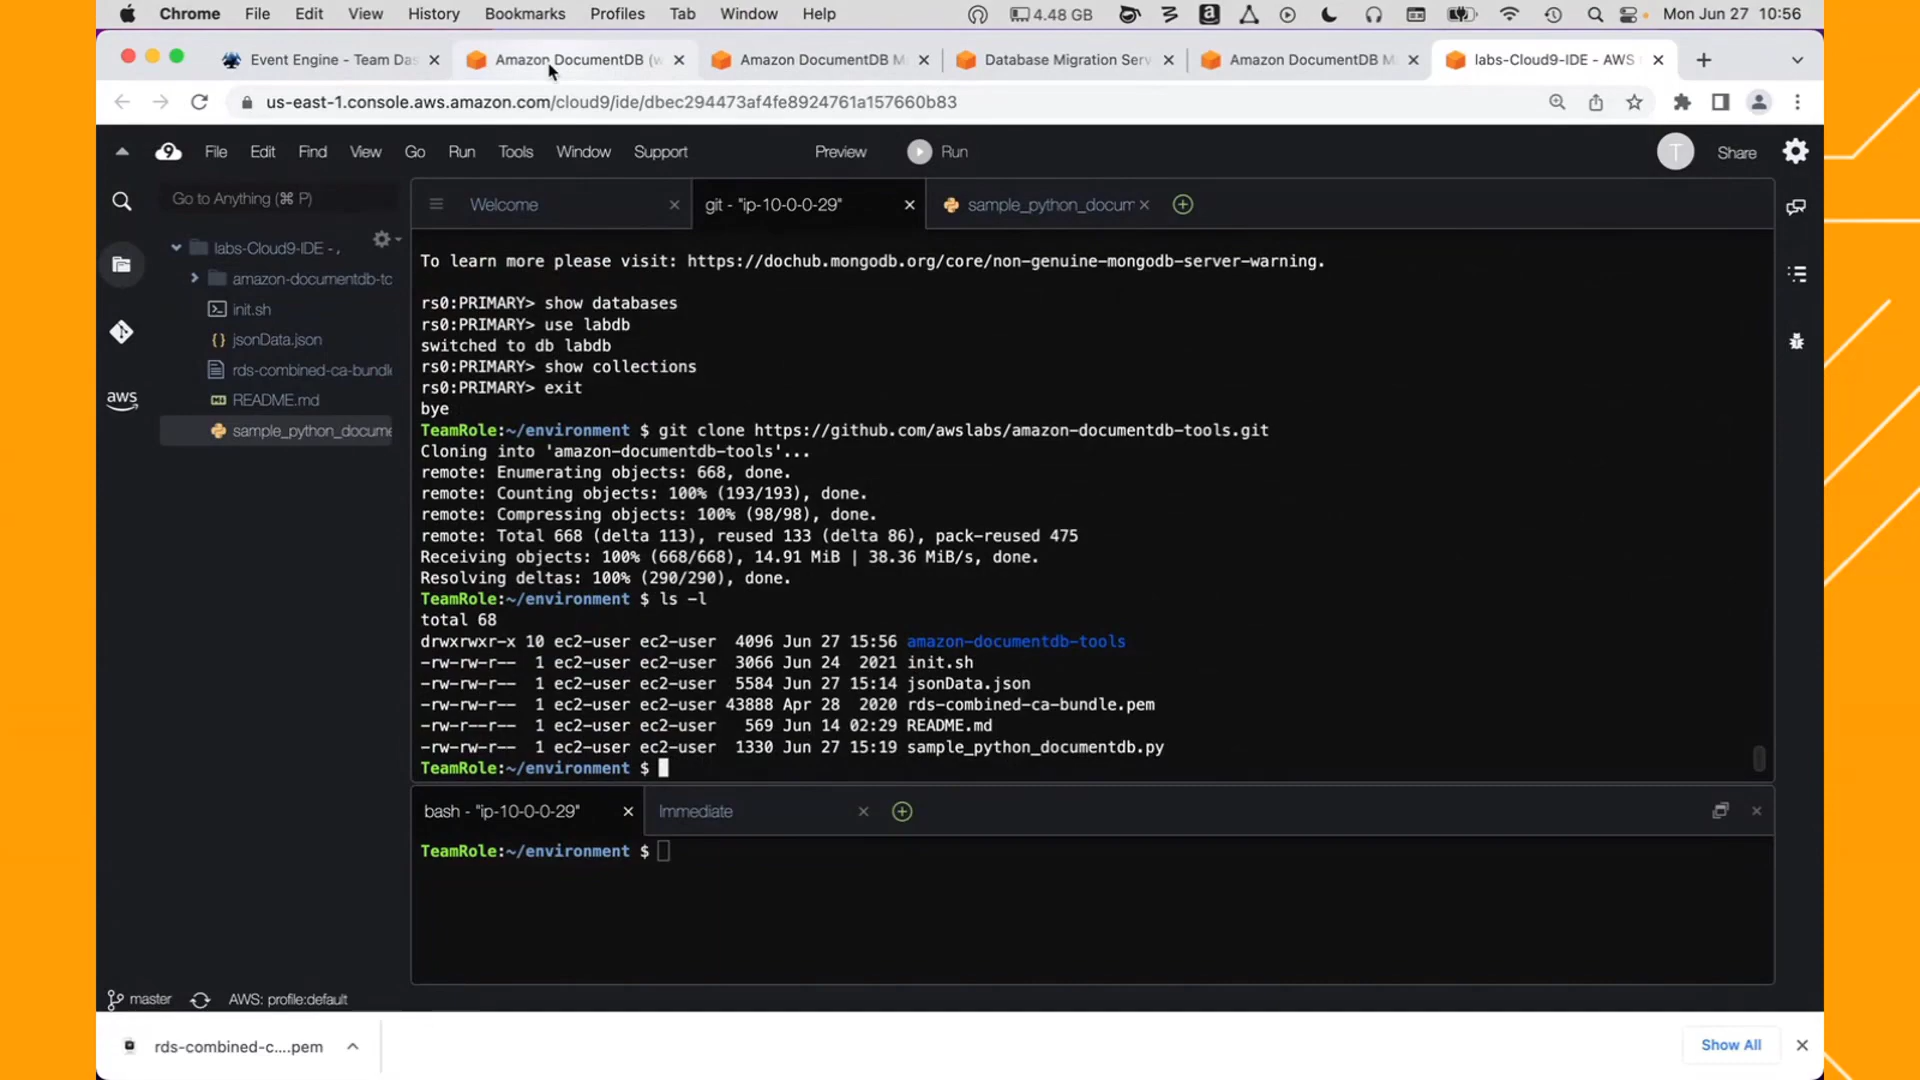 Chrome File Edit View History Bookmarks Profiles Tab Window Help 4.48 GB Mon Jun 27 10:56
Event Engine - Team Das Amazon DocumentDB (w Amazon DocumentDB M Database Migration Serv Amazon DocumentDB M labs-Cloud9-IDE - AWS
us-east-1.console.aws.amazon.com/cloud9/ide/dbec294473af4fe8924761a157660b83
9 File Edit Find View Go Run Tools Window Support Preview Run T Share
Go to Anything (⌘ P)
Welcome git - "ip-10-0-0-29" sample_python_docum
labs-Cloud9-IDE - /
amazon-documentdb-to
init.sh
jsonData.json
rds-combined-ca-bundle
README.md
sample_python_docume
aws
To learn more please visit: https://dochub.mongodb.org/core/non-genuine-mongodb-server-warning.
rs0:PRIMARY> show databases
rs0:PRIMARY> use labdb
switched to db labdb
rs0:PRIMARY> show collections
rs0:PRIMARY> exit
bye
TeamRole:~/environment $ git clone https://github.com/awslabs/amazon-documentdb-tools.git
Cloning into 'amazon-documentdb-tools'...
remote: Enumerating objects: 668, done.
remote: Counting objects: 100% (193/193), done.
remote: Compressing objects: 100% (98/98), done.
remote: Total 668 (delta 113), reused 133 (delta 86), pack-reused 475
Receiving objects: 100% (668/668), 14.91 MiB | 38.36 MiB/s, done.
Resolving deltas: 100% (290/290), done.
TeamRole:~/environment $ ls -l
total 68
drwxrwxr-x 10 ec2-user ec2-user 4096 Jun 27 15:56 amazon-documentdb-tools
-rw-rw-r-- 1 ec2-user ec2-user 3066 Jun 24 2021 init.sh
-rw-rw-r-- 1 ec2-user ec2-user 5584 Jun 27 15:14 jsonData.json
-rw-rw-r-- 1 ec2-user ec2-user 43888 Apr 28 2020 rds-combined-ca-bundle.pem
-rw-r--r-- 1 ec2-user ec2-user 569 Jun 14 02:29 README.md
-rw-rw-r-- 1 ec2-user ec2-user 1330 Jun 27 15:19 sample_python_documentdb.py
TeamRole:~/environment $
bash - "ip-10-0-0-29" Immediate
TeamRole:~/environment $
master AWS: profile:default
rds-combined-c....pem Show All